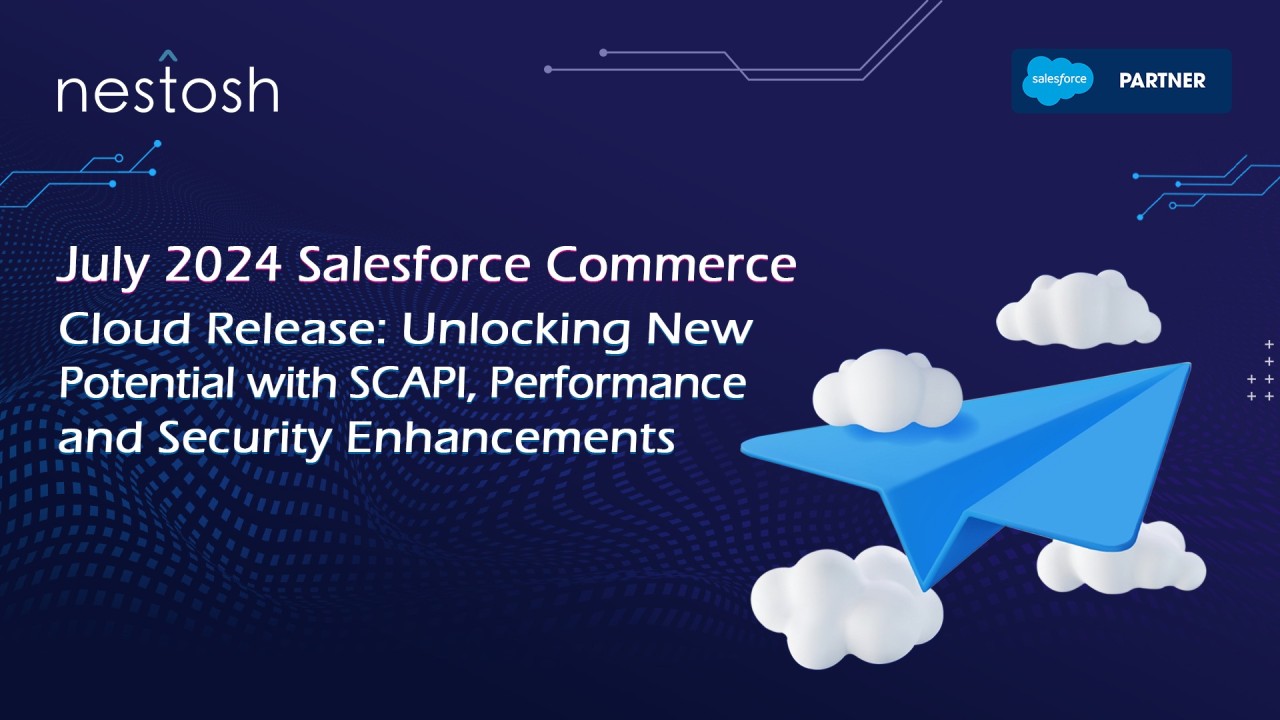 nestosh
salesforce PARTNER
July 2024 Salesforce Commerce
Cloud Release: Unlocking New
Potential with SCAPI, Performance
and Security Enhancements